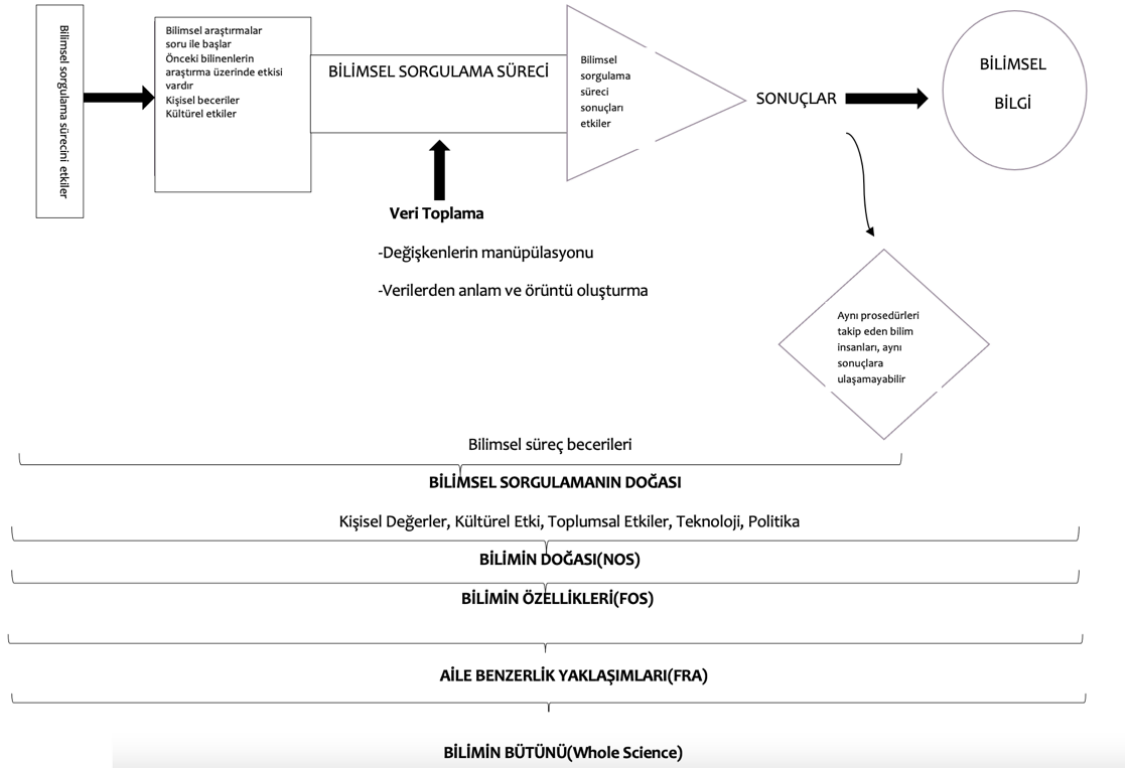 Bilimsel sorgulama sürecini etkiler
Bilimsel araştırmalar
soru ile başlar
Önceki bilinenlerin
araştırma üzerinde etkisi
vardır
Kişisel beceriler
Kültürel etkiler
BİLİMSEL SORGULAMA SÜRECİ
Bilimsel
sorgulama
süreci
sonuçları
etkiler
SONUÇLAR
BİLİMSEL
BİLGİ
Veri Toplama
-Değişkenlerin manüpülasyonu
-Verilerden anlam ve örüntü oluşturma
Aynı prosedürleri
takip eden bilim
insanları, aynı
sonuçlara
ulaşamayabilir
Bilimsel süreç becerileri
BİLİMSEL SORGULAMANIN DOĞASI
Kişisel Değerler, Kültürel Etki, Toplumsal Etkiler, Teknoloji, Politika
BİLİMİN DOĞASI(NOS)
BİLİMİN ÖZELLİKLERİ(FOS)
AİLE BENZERLİK YAKLAŞIMLARI(FRA)
BİLİMİN BÜTÜNÜ(Whole Science)